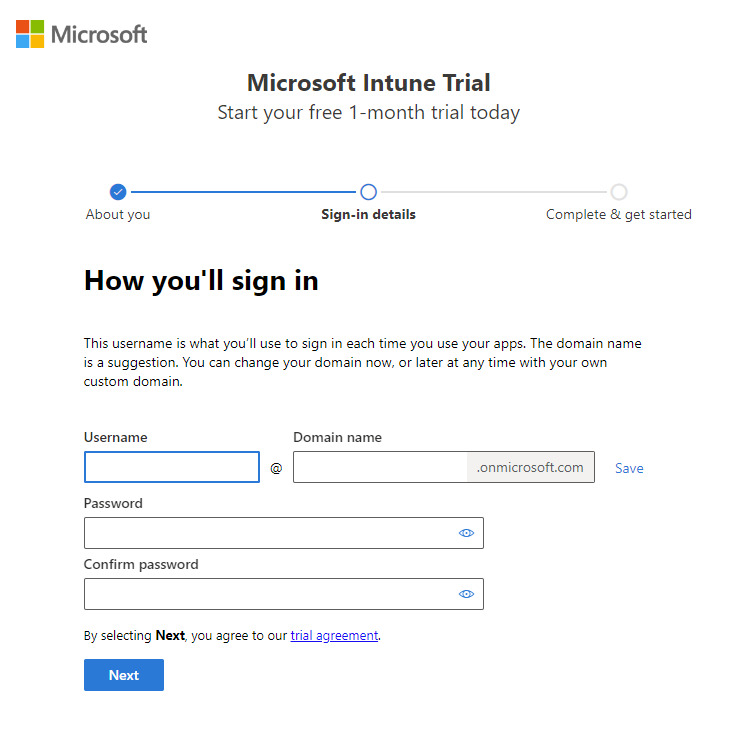 Microsoft
Microsoft Intune Trial
Start your free 1-month trial today
About you
Sign-in details
Complete & get started
How you'll sign in
This username is what you’ll use to sign in each time you use your apps. The domain name
is a suggestion. You can change your domain now, or later at any time with your own
custom domain.
Username
Domain name
@
.onmicrosoft.com
Save
Password
Confirm password
By selecting Next, you agree to our trial agreement.
Next